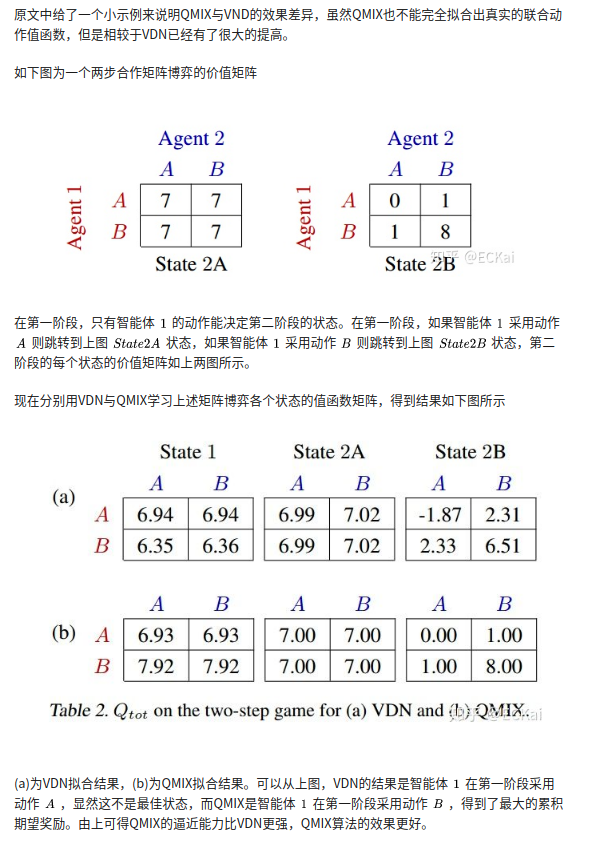 原文中给了一个小示例来说明QMIX与VND的效果差异，虽然QMIX也不能完全拟合出真实的联合动
作值函数，但是相较于VDN已经有了很大的提高。
如下图为一个两步合作矩阵博弈的价值矩阵
Agent 2
A B
Agent 1
A 7 7
B 7 7
State 2A
Agent 2
A B
Agent 1
A 0 1
B 1 8
State 2B
知乎 @ECKai
在第一阶段，只有智能体 1 的动作能决定第二阶段的状态。在第一阶段，如果智能体 1 采用动作
A 则跳转到上图 State2A 状态，如果智能体 1 采用动作 B 则跳转到上图 State2B 状态，第二
阶段的每个状态的价值矩阵如上两图所示。
现在分别用VDN与QMIX学习上述矩阵博弈各个状态的值函数矩阵，得到结果如下图所示
State 1 State 2A State 2B
(a) A B A B A B
A 6.94 6.94 6.99 7.02 -1.87 2.31
B 6.35 6.36 6.99 7.02 2.33 6.51
A B A B A B
(b) A 6.93 6.93 7.00 7.00 0.00 1.00
B 7.92 7.92 7.00 7.00 1.00 8.00
Table 2. Qtot on the two-step game for (a) VDN and (b) QMIX.
知乎 @ECKai
(a)为VDN拟合结果，(b)为QMIX拟合结果。可以从上图，VDN的结果是智能体 1 在第一阶段采用
动作 A ，显然这不是最佳状态，而QMIX是智能体 1 在第一阶段采用动作 B ，得到了最大的累积
期望奖励。由上可得QMIX的逼近能力比VDN更强，QMIX算法的效果更好。